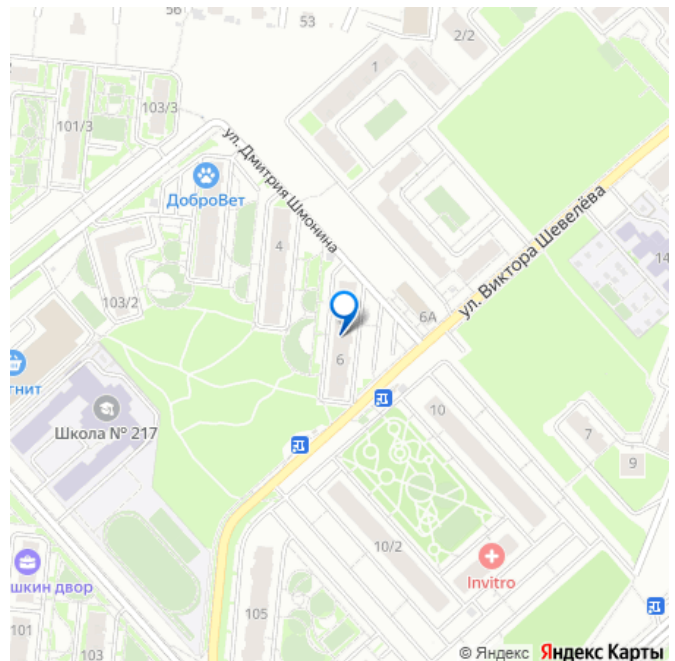 56
53
2/2
1
103/3
101/3
ул. Дмитрия Шмонина
ДоброВет
4
ул. Виктора Шевелёва
14
103/2
6А
6
гнит
10
Школа № 217
7
9
10/2
Invitro
шкин двор
105
101
103
© Яндекс Яндекс Карты